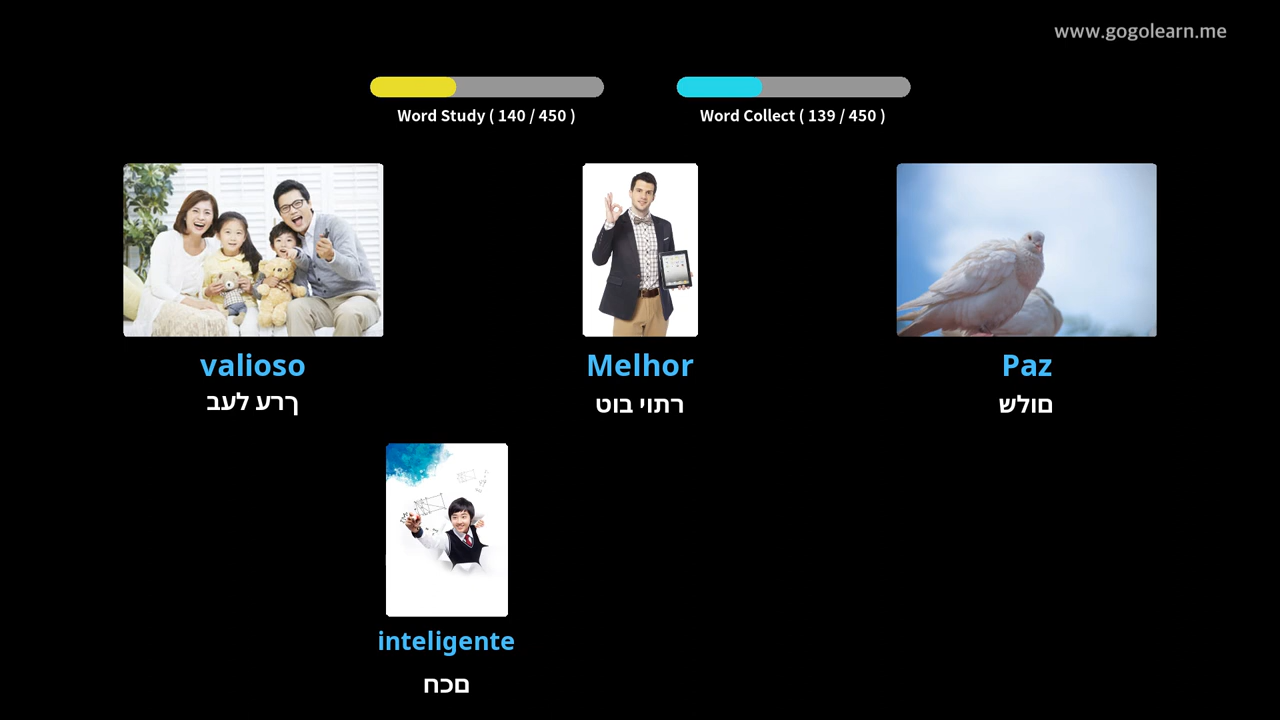 www.gogolearn.me
Word Study ( 140 / 450 )
Word Collect ( 139 / 450 )
valioso
בעל ערך
Melhor
טוב יותר
Paz
שלום
inteligente
חכם